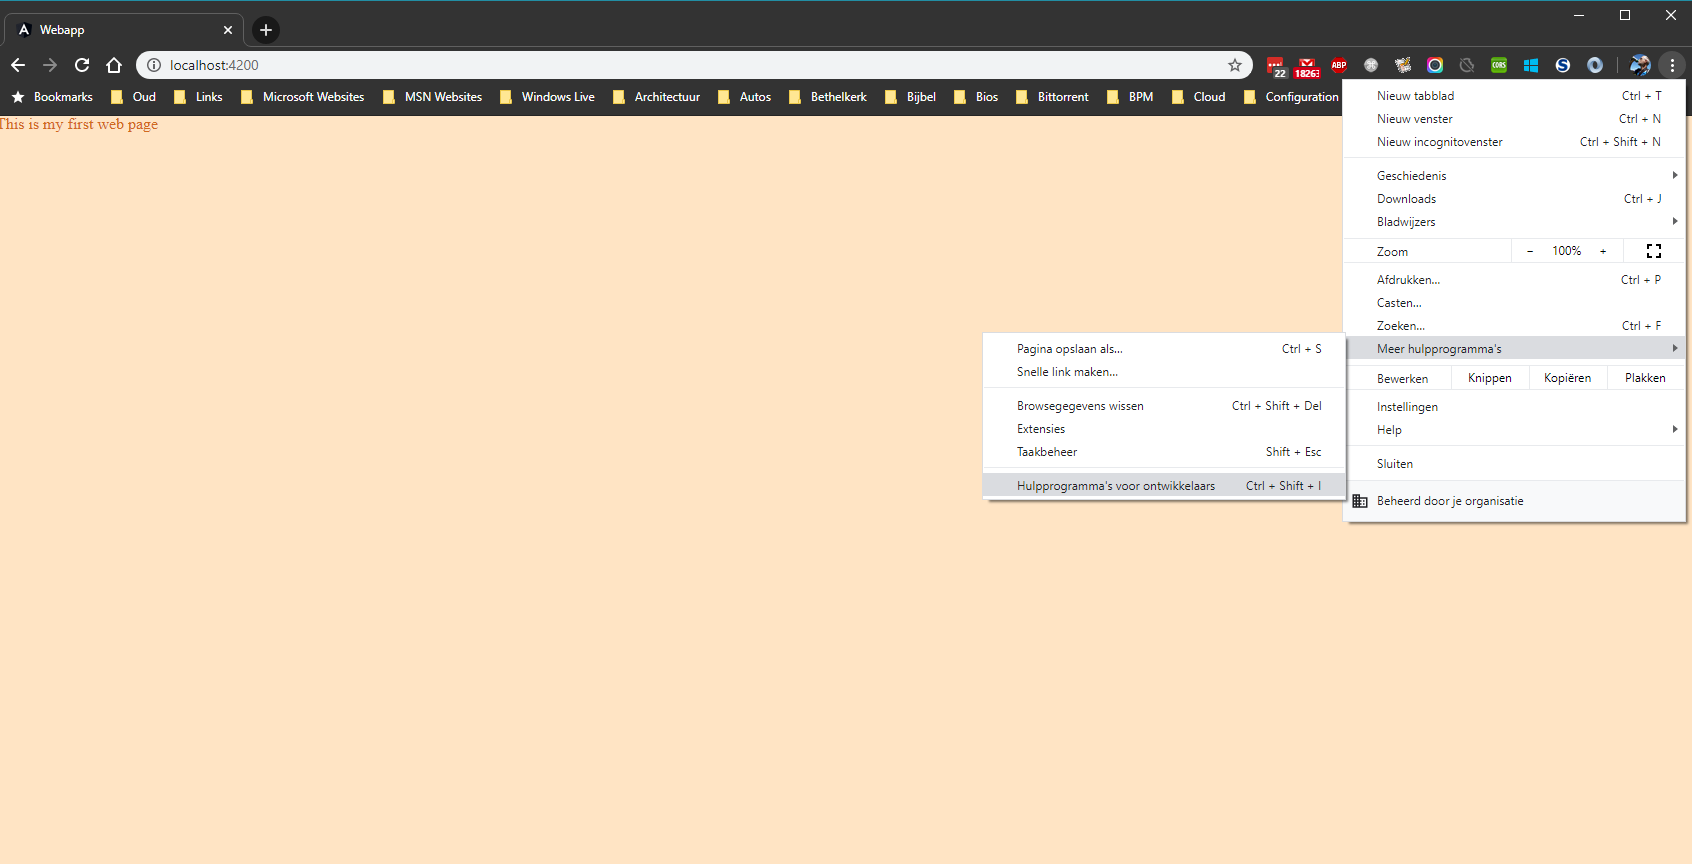 Webapp
localhost:4200
22
18263
ABP
CORS
Bookmarks Oud Links Microsoft Websites MSN Websites Windows Live Architectuur Autos Bethelkerk Bijbel Bios Bittorrent BPM Cloud Configuration
This is my first web page
Nieuw tabblad Ctrl + T
Nieuw venster Ctrl + N
Nieuw incognitovenster Ctrl + Shift + N
Geschiedenis
Downloads Ctrl + J
Bladwijzers
Zoom − 100% +
Afdrukken... Ctrl + P
Casten...
Zoeken... Ctrl + F
Meer hulpprogramma's
Bewerken Knippen Kopiëren Plakken
Instellingen
Help
Sluiten
Beheerd door je organisatie
Pagina opslaan als... Ctrl + S
Snelle link maken...
Browsegegevens wissen Ctrl + Shift + Del
Extensies
Taakbeheer Shift + Esc
Hulpprogramma's voor ontwikkelaars Ctrl + Shift + I